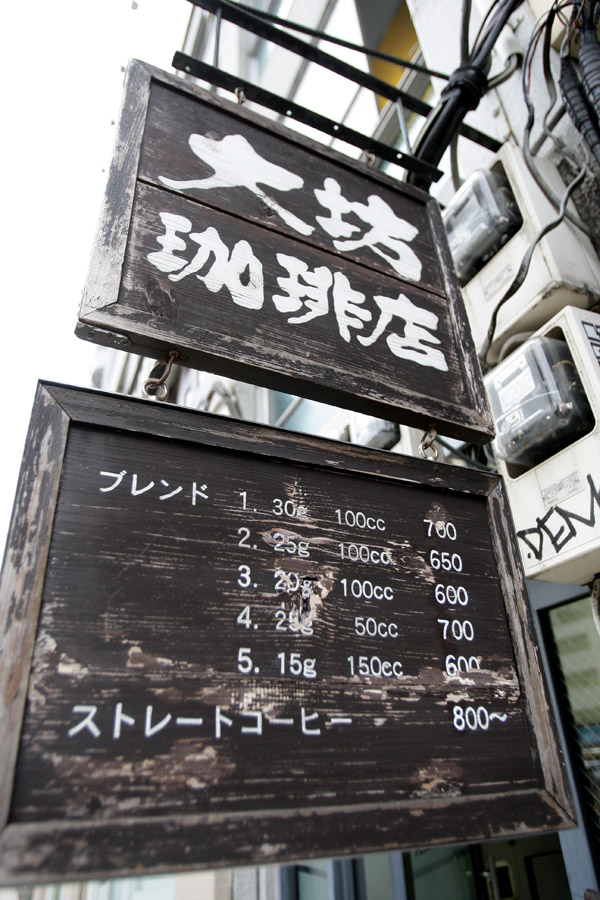 大坊
珈琲店
ブレンド 1. 30g 100cc 700
2. 25g 100cc 650
3. 20g 100cc 600
4. 25g 50cc 700
5. 15g 150cc 600
ストレートコーヒー 800〜